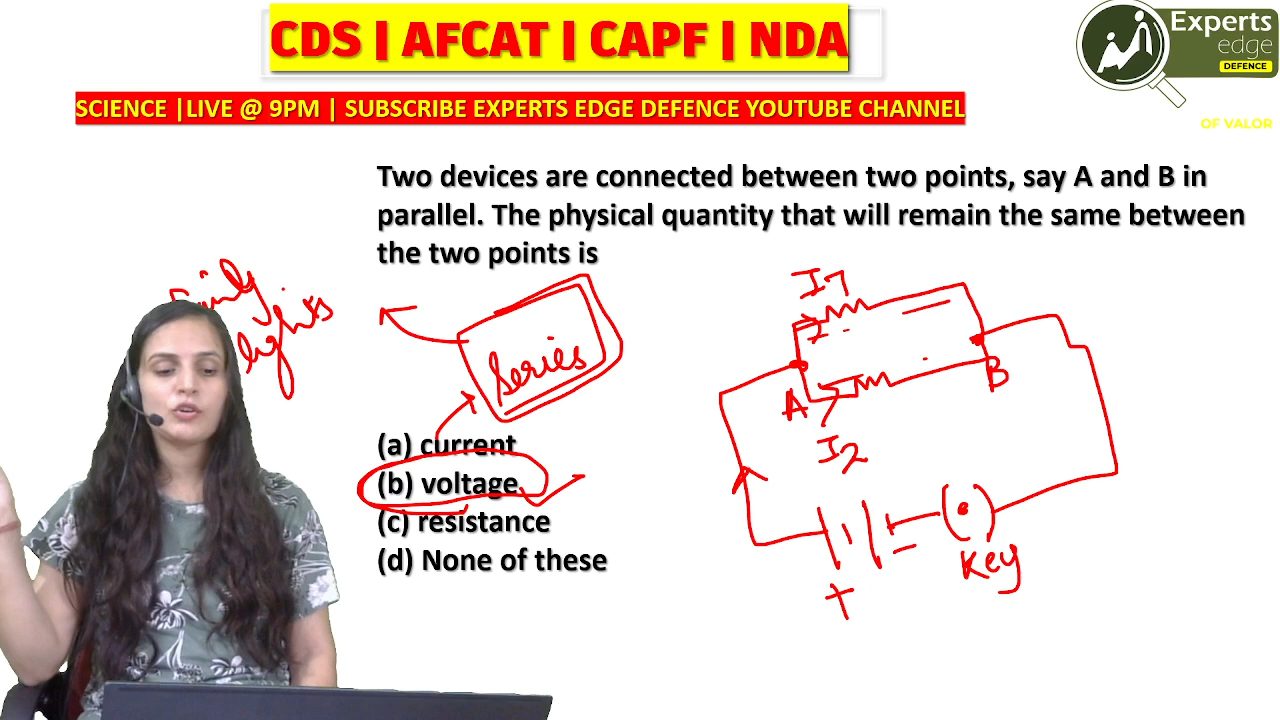 CDS | AFCAT | CAPF | NDA
Experts
edge
DEFENCE
SCIENCE |LIVE @ 9PM | SUBSCRIBE EXPERTS EDGE DEFENCE YOUTUBE CHANNEL
OF VALOR
Two devices are connected between two points, say A and B in
parallel. The physical quantity that will remain the same between
the two points is
lights
Series
I1
A
B
I2
(a) current
(b) voltage
(c) resistance
(d) None of these
+
–
Key